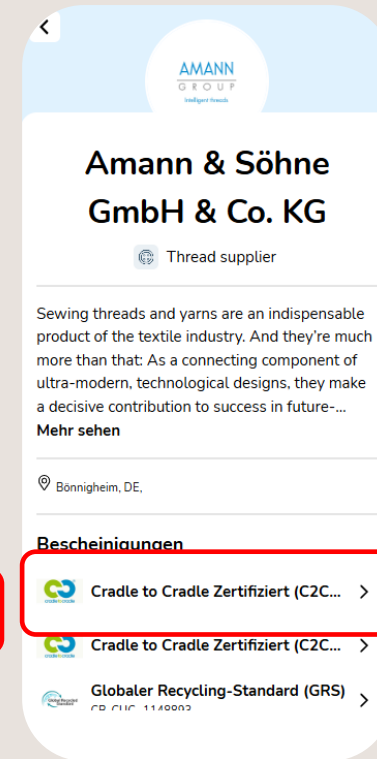 AMANN
GROUP
Intelligent threads
Amann & Söhne
GmbH & Co. KG
Thread supplier
Sewing threads and yarns are an indispensable
product of the textile industry. And they're much
more than that: As a connecting component of
ultra-modern, technological designs, they make
a decisive contribution to success in future-...
Mehr sehen
Bönnigheim, DE,
Bescheinigungen
Cradle to Cradle Zertifiziert (C2C...
Cradle to Cradle Zertifiziert (C2C...
Globaler Recycling-Standard (GRS)